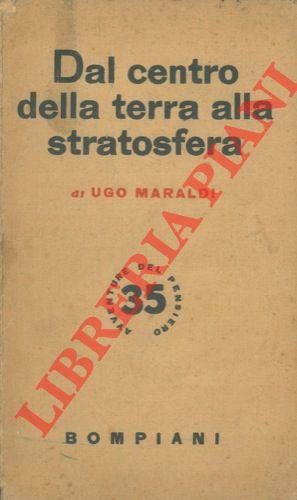 Dal centro
della terra alla
stratosfera
di UGO MARALDI
AVVENTURE DEL PENSIERO
35
BOMPIANI
LIBRERIA PIANI